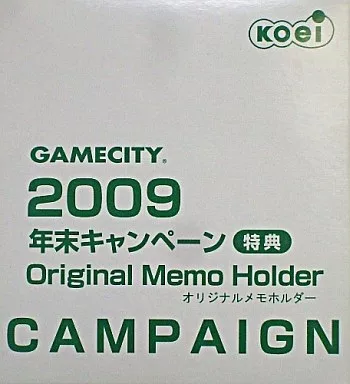 KOEI
GAMECITY®
2009
年末キャンペーン 特典
Original Memo Holder
オリジナルメモホルダー
CAMPAIGN